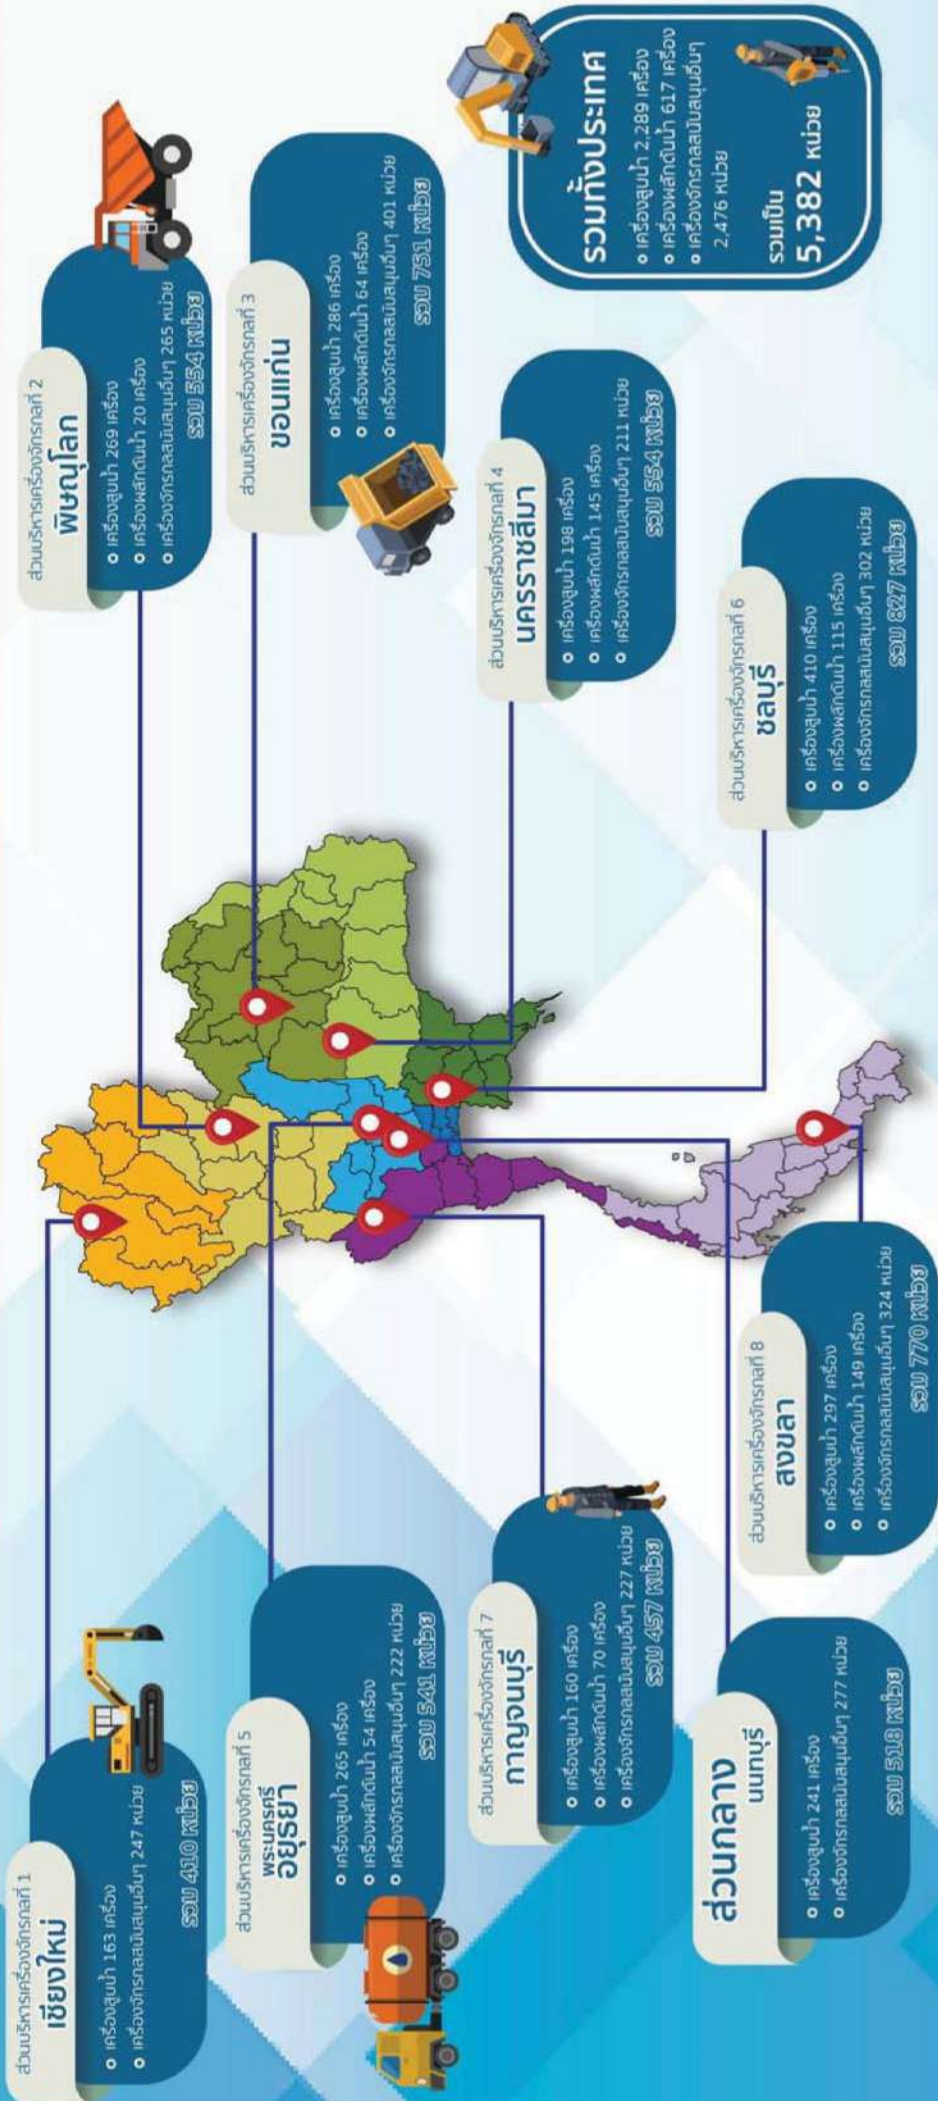 ส่วนบริหารเครื่องจักรกลที่ 1
เชียงใหม่
เครื่องสูบน้ำ 163 เครื่อง
เครื่องจักรกลสนับสนุนอื่นๆ 247 หน่วย
รวม 410 หน่วย
ส่วนบริหารเครื่องจักรกลที่ 2
พิษณุโลก
เครื่องสูบน้ำ 269 เครื่อง
เครื่องผลักดันน้ำ 20 เครื่อง
เครื่องจักรกลสนับสนุนอื่นๆ 265 หน่วย
รวม 554 หน่วย
ส่วนบริหารเครื่องจักรกลที่ 3
ขอนแก่น
เครื่องสูบน้ำ 286 เครื่อง
เครื่องผลักดันน้ำ 64 เครื่อง
เครื่องจักรกลสนับสนุนอื่นๆ 401 หน่วย
รวม 751 หน่วย
ส่วนบริหารเครื่องจักรกลที่ 4
นครราชสีมา
เครื่องสูบน้ำ 198 เครื่อง
เครื่องผลักดันน้ำ 145 เครื่อง
เครื่องจักรกลสนับสนุนอื่นๆ 211 หน่วย
รวม 554 หน่วย
ส่วนบริหารเครื่องจักรกลที่ 5
พระนครศรี
อยุธยา
เครื่องสูบน้ำ 265 เครื่อง
เครื่องผลักดันน้ำ 54 เครื่อง
เครื่องจักรกลสนับสนุนอื่นๆ 222 หน่วย
รวม 541 หน่วย
ส่วนบริหารเครื่องจักรกลที่ 6
ชลบุรี
เครื่องสูบน้ำ 410 เครื่อง
เครื่องผลักดันน้ำ 115 เครื่อง
เครื่องจักรกลสนับสนุนอื่นๆ 302 หน่วย
รวม 827 หน่วย
ส่วนบริหารเครื่องจักรกลที่ 7
กาญจนบุรี
เครื่องสูบน้ำ 160 เครื่อง
เครื่องผลักดันน้ำ 70 เครื่อง
เครื่องจักรกลสนับสนุนอื่นๆ 227 หน่วย
รวม 457 หน่วย
ส่วนบริหารเครื่องจักรกลที่ 8
สงขลา
เครื่องสูบน้ำ 297 เครื่อง
เครื่องผลักดันน้ำ 149 เครื่อง
เครื่องจักรกลสนับสนุนอื่นๆ 324 หน่วย
รวม 770 หน่วย
ส่วนกลาง
นนทบุรี
เครื่องสูบน้ำ 241 เครื่อง
เครื่องจักรกลสนับสนุนอื่นๆ 277 หน่วย
รวม 518 หน่วย
รวมทั้งประเทศ
เครื่องสูบน้ำ 2,289 เครื่อง
เครื่องผลักดันน้ำ 617 เครื่อง
เครื่องจักรกลสนับสนุนอื่นๆ
2,476 หน่วย
รวมเป็น
5,382 หน่วย